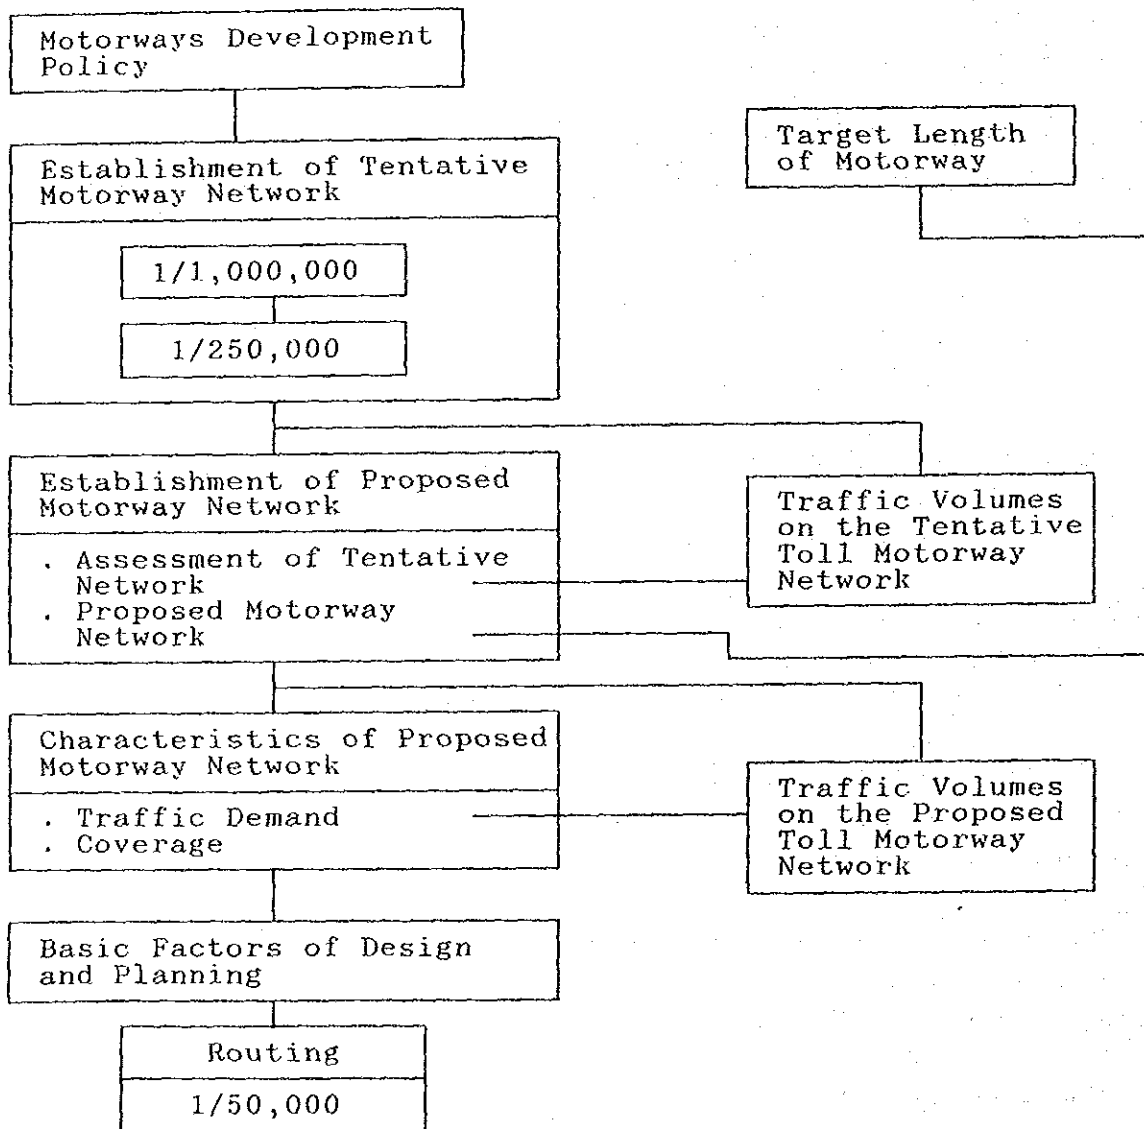 Motorways Development
Policy
Target Length
of Motorway
Establishment of Tentative
Motorway Network
1/1,000,000
1/250,000
Establishment of Proposed
Motorway Network
. Assessment of Tentative
Network
. Proposed Motorway
Network
Traffic Volumes
on the Tentative
Toll Motorway
Network
Characteristics of Proposed
Motorway Network
. Traffic Demand
. Coverage
Traffic Volumes
on the Proposed
Toll Motorway
Network
Basic Factors of Design
and Planning
Routing
1/50,000